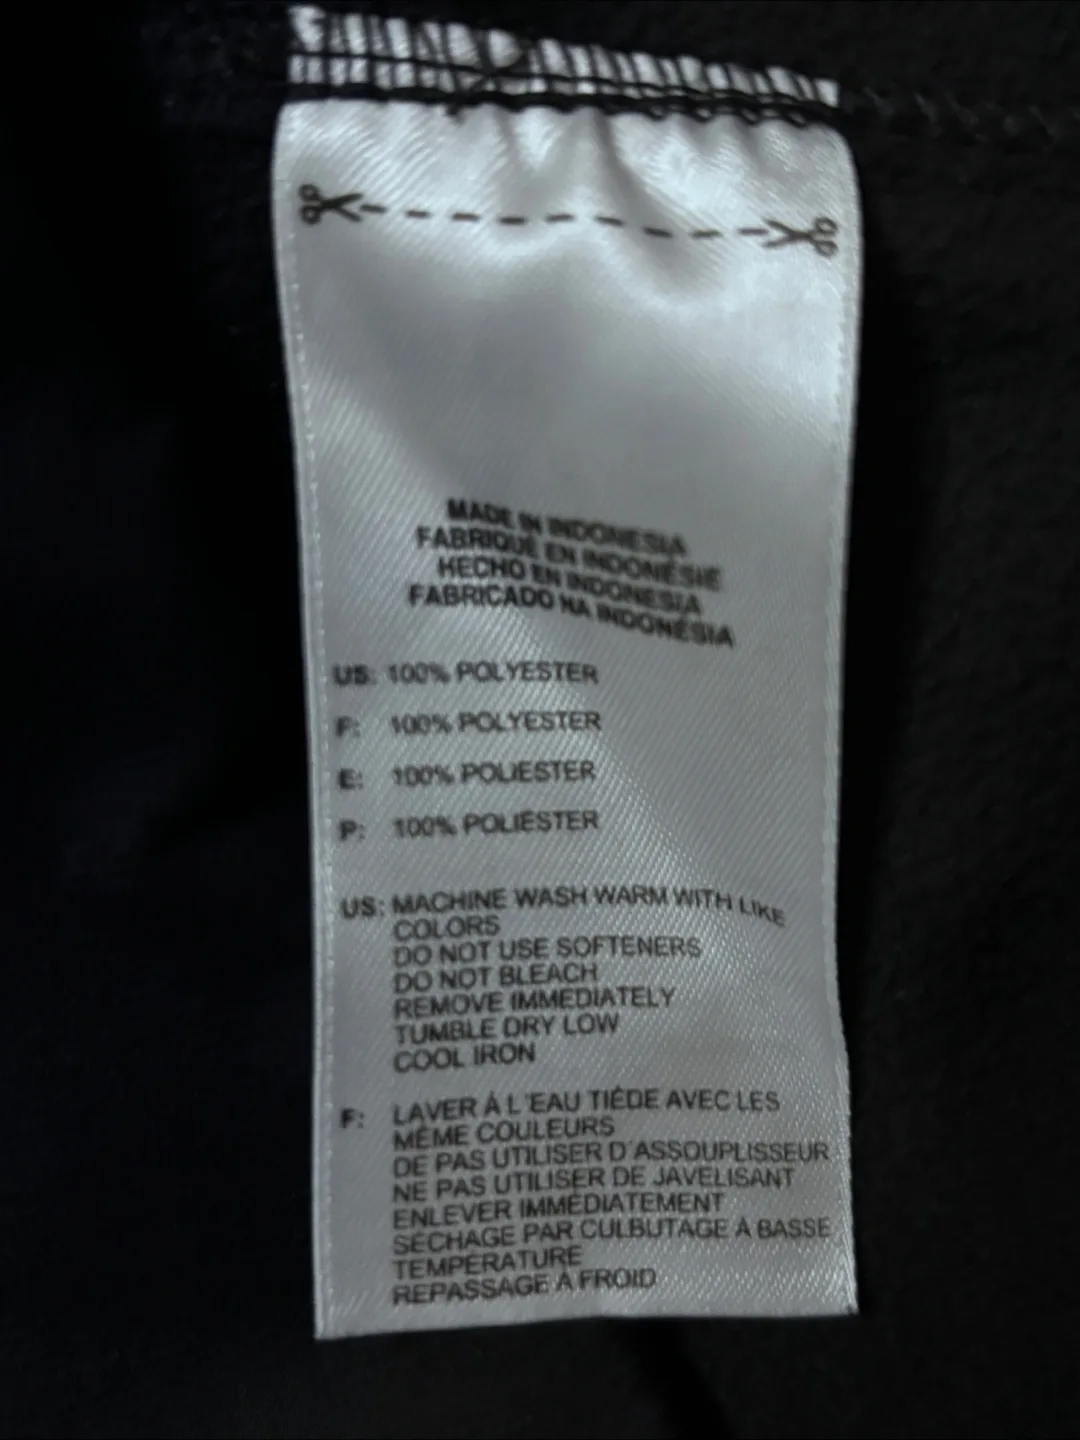 MADE IN INDONESIA
FABRIQUÉ EN INDONÉSIE
HECHO EN INDONESIA
FABRICADO NA INDONÉSIA
US: 100% POLYESTER
F: 100% POLYESTER
E: 100% POLIESTER
P: 100% POLIÉSTER
US: MACHINE WASH WARM WITH LIKE
COLORS
DO NOT USE SOFTENERS
DO NOT BLEACH
REMOVE IMMEDIATELY
TUMBLE DRY LOW
COOL IRON
F: LAVER À L'EAU TIÉDE AVEC LES
MÊME COULEURS
DE PAS UTILISER D'ASSOUPLISSEUR
NE PAS UTILISER DE JAVELISANT
ENLEVER IMMÉDIATEMENT
SÉCHAGE PAR CULBUTAGE À BASSE
TEMPÉRATURE
REPASSAGE À FROID